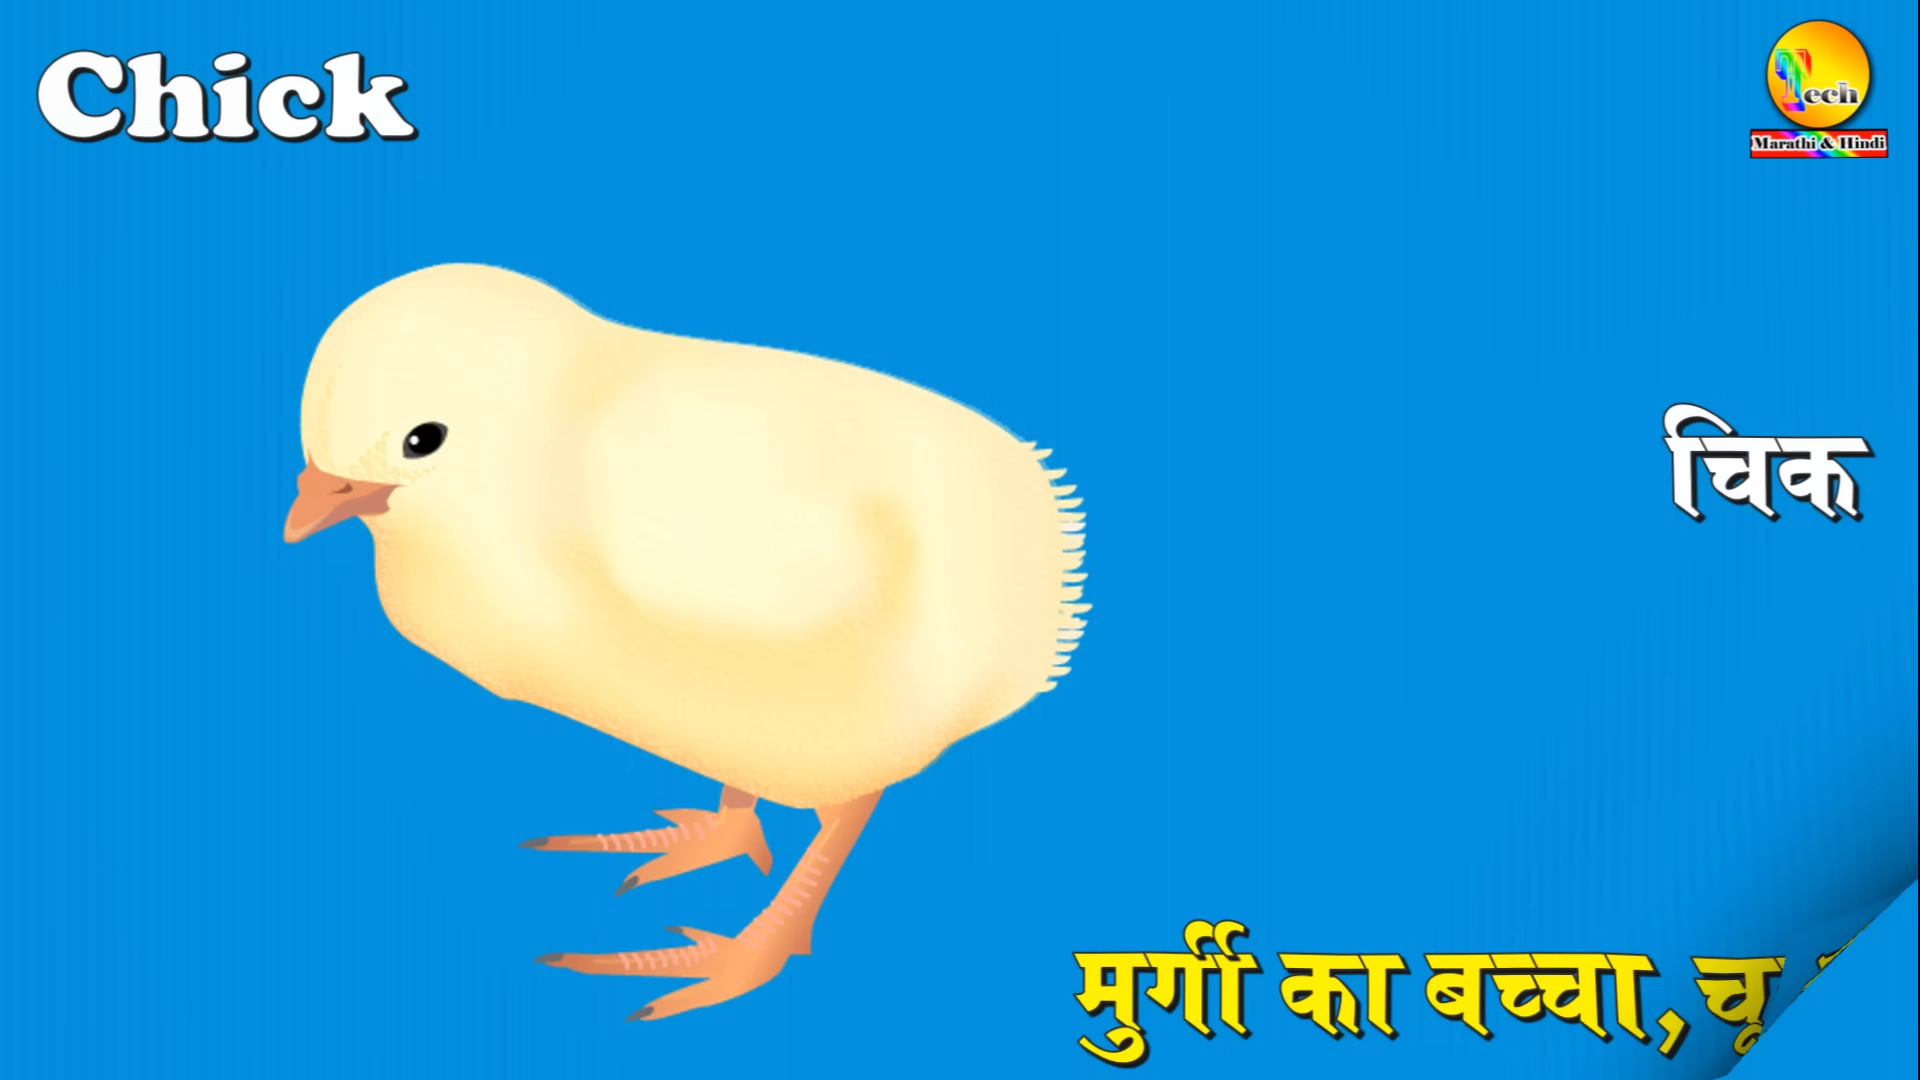 Chick
Tech
Marathi & Hindi
चिक
मुर्गी का बच्चा,